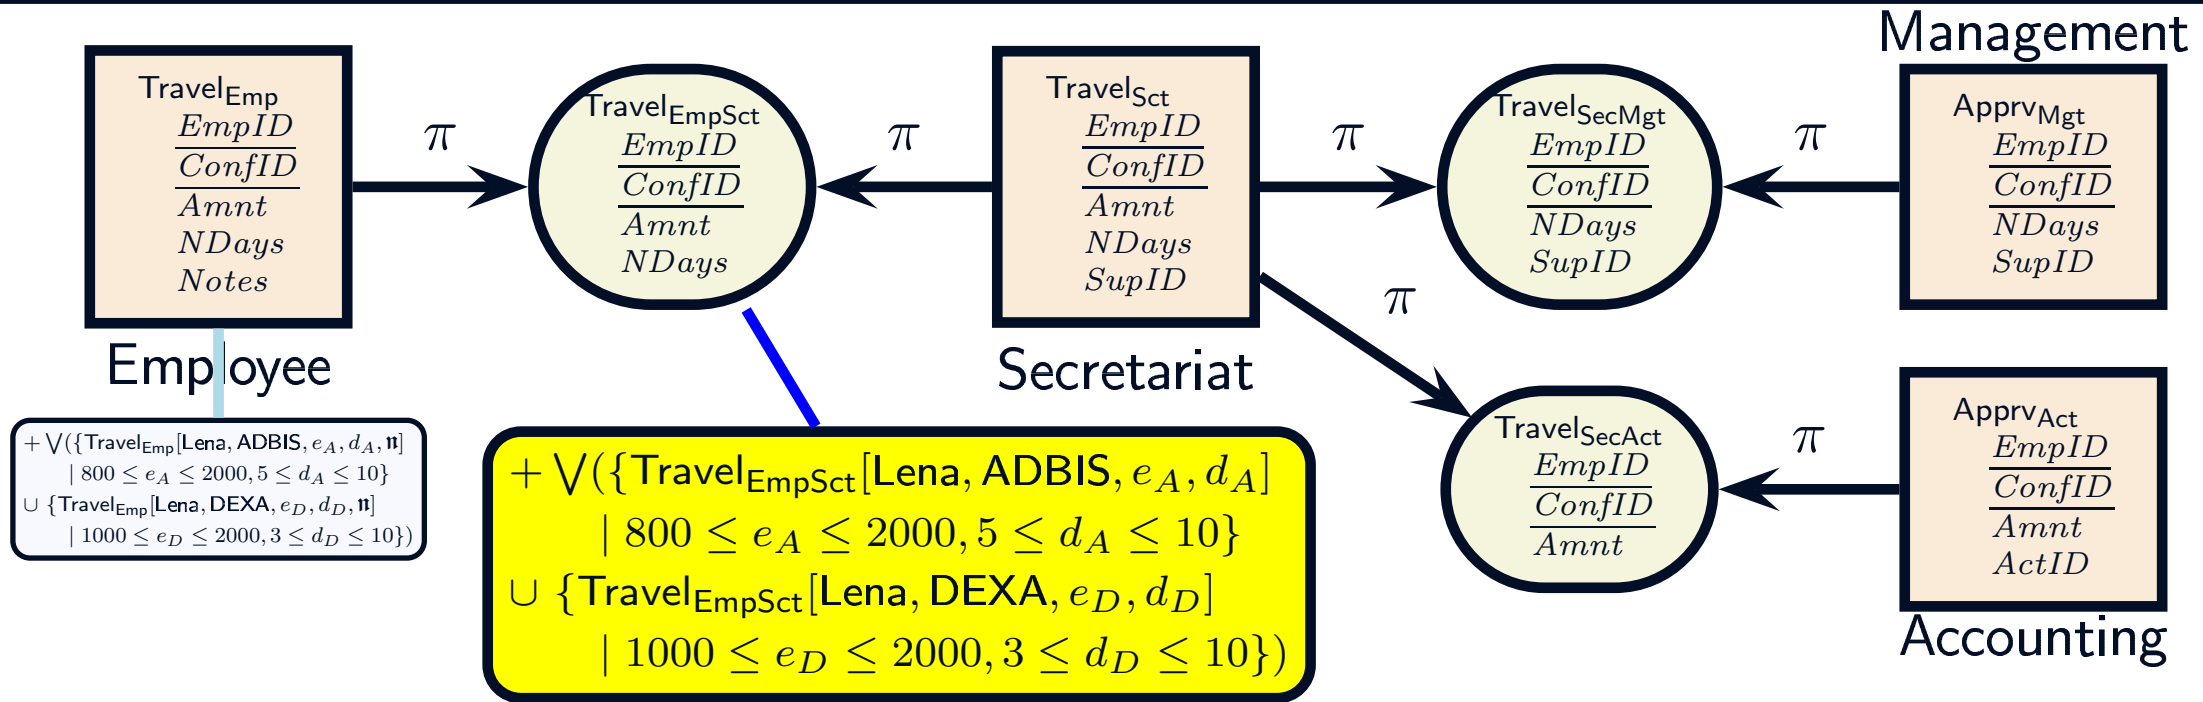 Travel_Emp
EmpID
ConfID
Amnt
NDays
Notes
Employee
π
Travel_EmpSct
EmpID
ConfID
Amnt
NDays
π
Travel_Sct
EmpID
ConfID
Amnt
NDays
SupID
Secretariat
π
Travel_SecMgt
EmpID
ConfID
NDays
SupID
π
Management
Apprv_Mgt
EmpID
ConfID
NDays
SupID
π
Travel_SecAct
EmpID
ConfID
Amnt
π
Apprv_Act
EmpID
ConfID
Amnt
ActID
Accounting
+ ⋁({Travel_Emp[Lena, ADBIS, e_A, d_A, 𝔫]
| 800 ≤ e_A ≤ 2000, 5 ≤ d_A ≤ 10}
∪ {Travel_Emp[Lena, DEXA, e_D, d_D, 𝔫]
| 1000 ≤ e_D ≤ 2000, 3 ≤ d_D ≤ 10})
+ ⋁({Travel_EmpSct[Lena, ADBIS, e_A, d_A]
| 800 ≤ e_A ≤ 2000, 5 ≤ d_A ≤ 10}
∪ {Travel_EmpSct[Lena, DEXA, e_D, d_D]
| 1000 ≤ e_D ≤ 2000, 3 ≤ d_D ≤ 10})